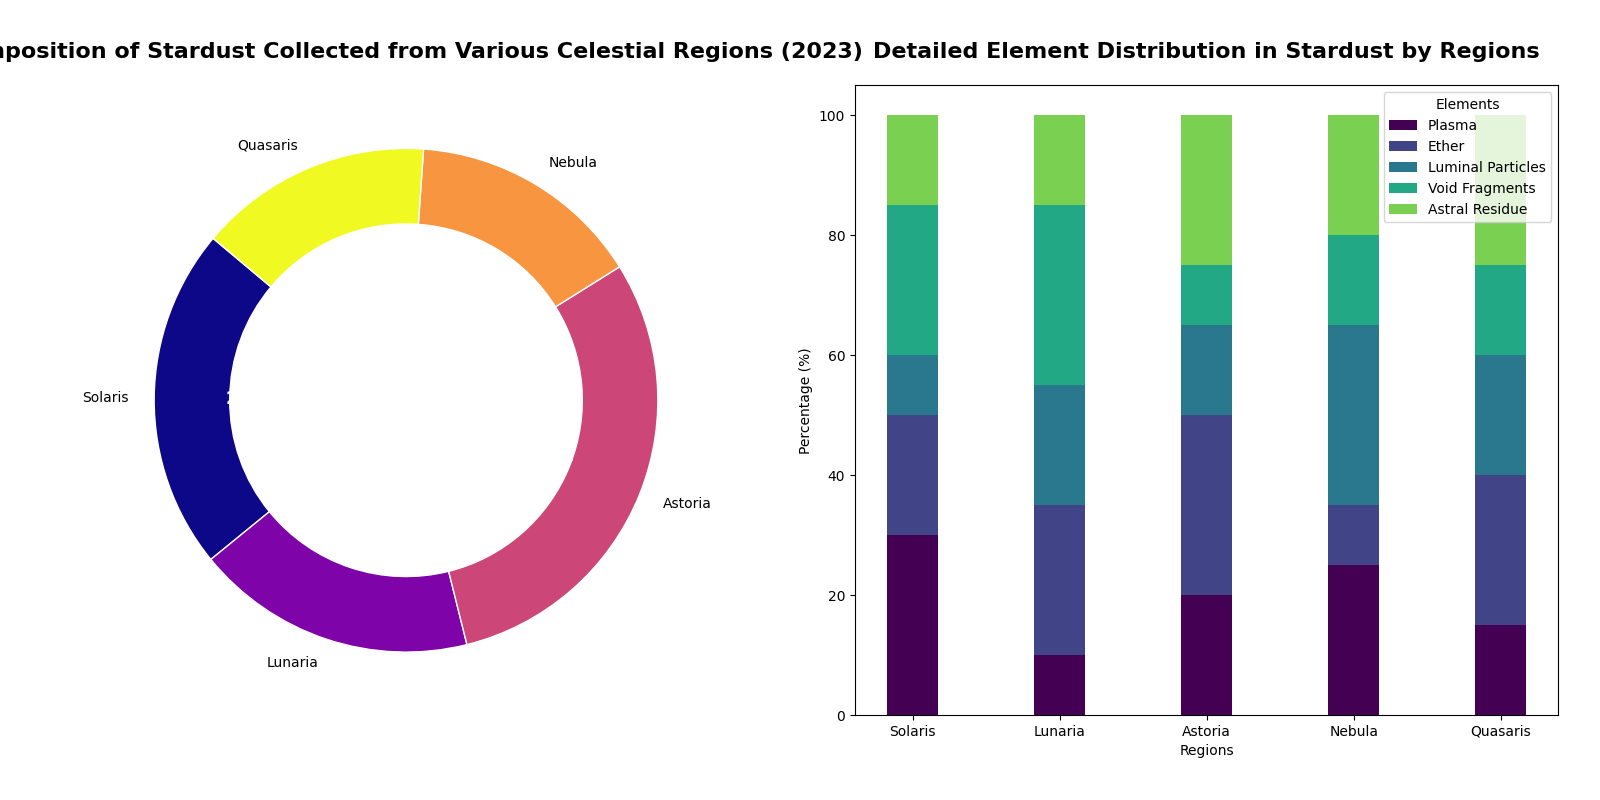 position of Stardust Collected from Various Celestial Regions (2023)
Detailed Element Distribution in Stardust by Regions
Quasaris
Nebula
Solaris
Astoria
Lunaria
Elements
Plasma
Ether
Luminal Particles
Void Fragments
Astral Residue
Percentage (%)
100
80
60
40
20
0
Solaris
Lunaria
Astoria
Nebula
Quasaris
Regions